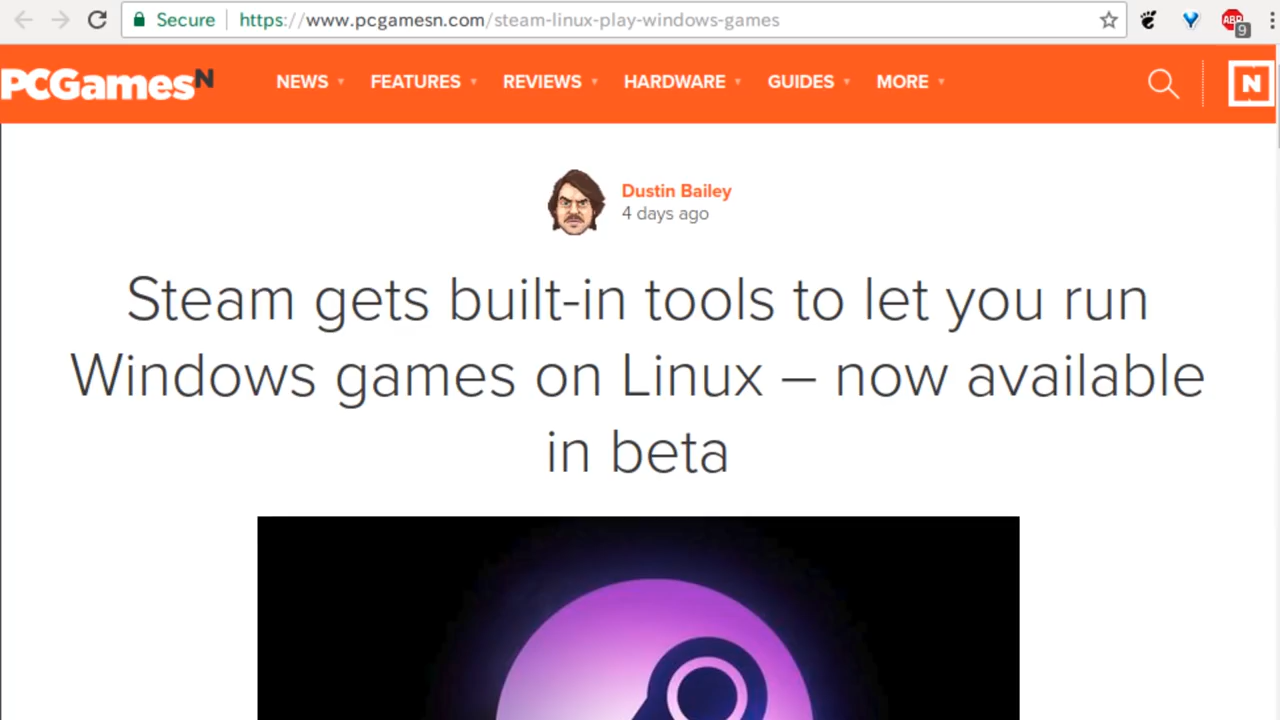 Secure https://www.pcgamesn.com/steam-linux-play-windows-games
ABP
9
PCGamesN NEWS FEATURES REVIEWS HARDWARE GUIDES MORE N
Dustin Bailey
4 days ago
Steam gets built-in tools to let you run
Windows games on Linux – now available
in beta